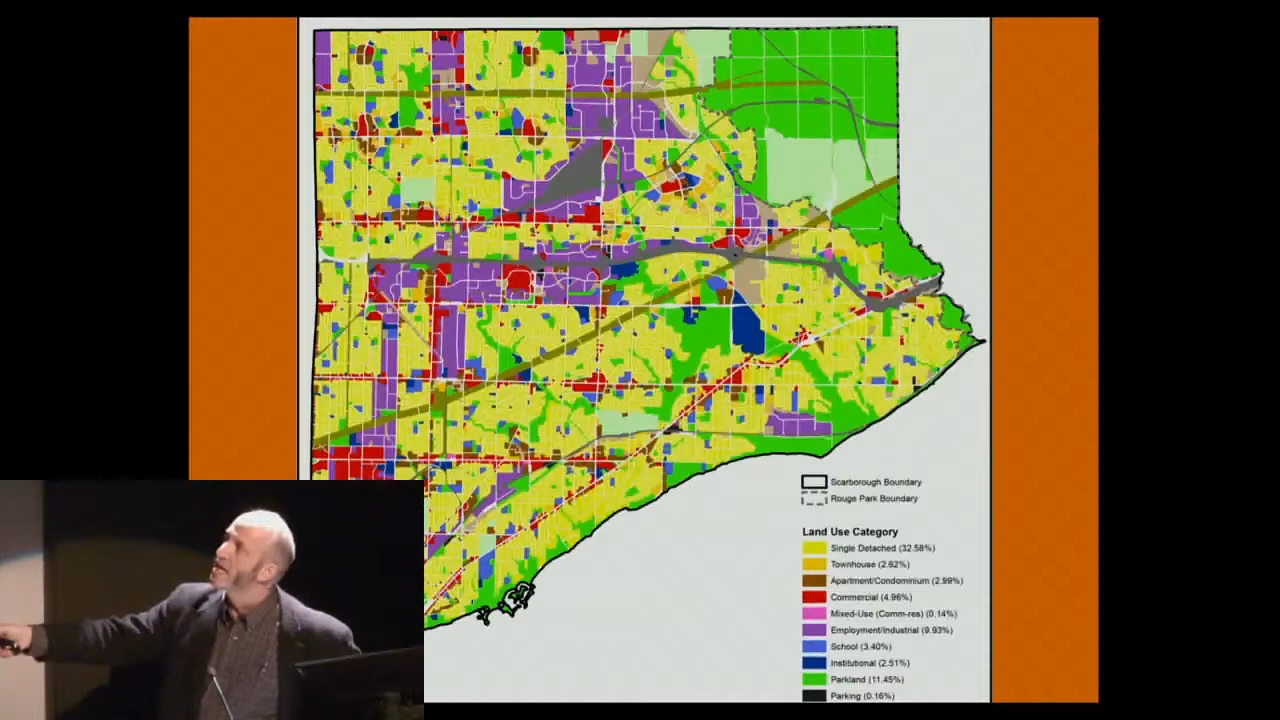 Scarborough Boundary
Rouge Park Boundary
Land Use Category
Single Detached (32.58%)
Townhouse (2.62%)
Apartment/Condominium (2.99%)
Commercial (4.96%)
Mixed-Use (Comm-res) (0.14%)
Employment/Industrial (9.93%)
School (3.40%)
Institutional (2.51%)
Parkland (11.45%)
Parking (0.16%)